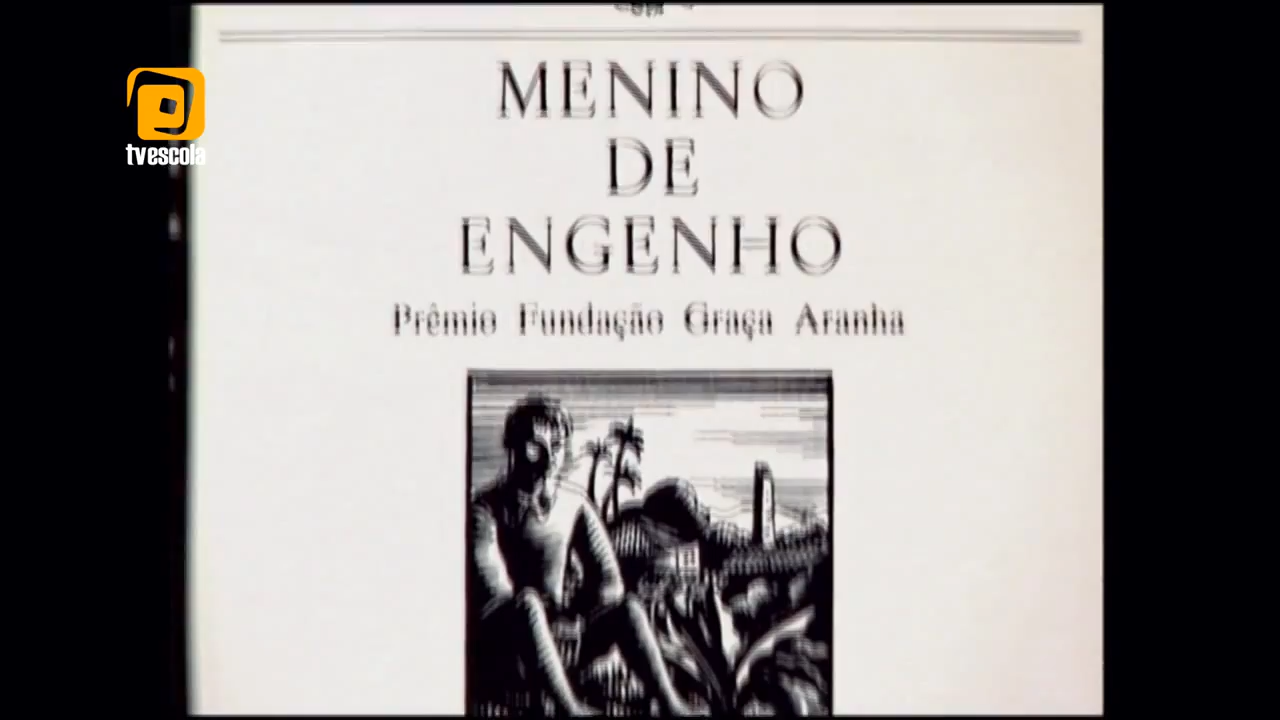 tvescola
MENINO
DE
ENGENHO
Prêmio Fundação Graça Aranha